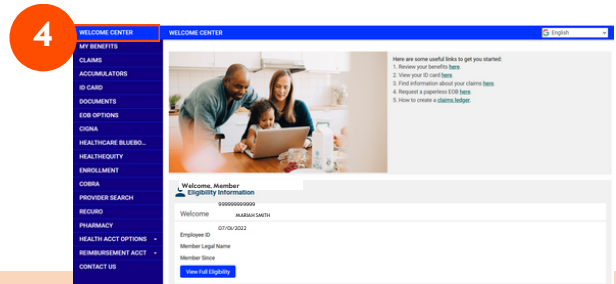 4
WELCOME CENTER
MY BENEFITS
CLAIMS
ACCUMULATORS
ID CARD
DOCUMENTS
EOB OPTIONS
CIGNA
HEALTHCARE BLUEBO...
HEALTHEQUITY
ENROLLMENT
COBRA
PROVIDER SEARCH
RECURO
PHARMACY
HEALTH ACCT OPTIONS
REIMBURSEMENT ACCT
CONTACT US
WELCOME CENTER
G English
Here are some useful links to get you started:
1. Review your benefits here.
2. View your ID card here.
3. Find information about your claims here.
4. Request a paperless EOB here.
5. How to create a claims ledger.
Welcome, Member
Eligibility Information
999999999999
Welcome MARIAH SMITH
07/01/2022
Employee ID
Member Legal Name
Member Since
View Full Eligibility